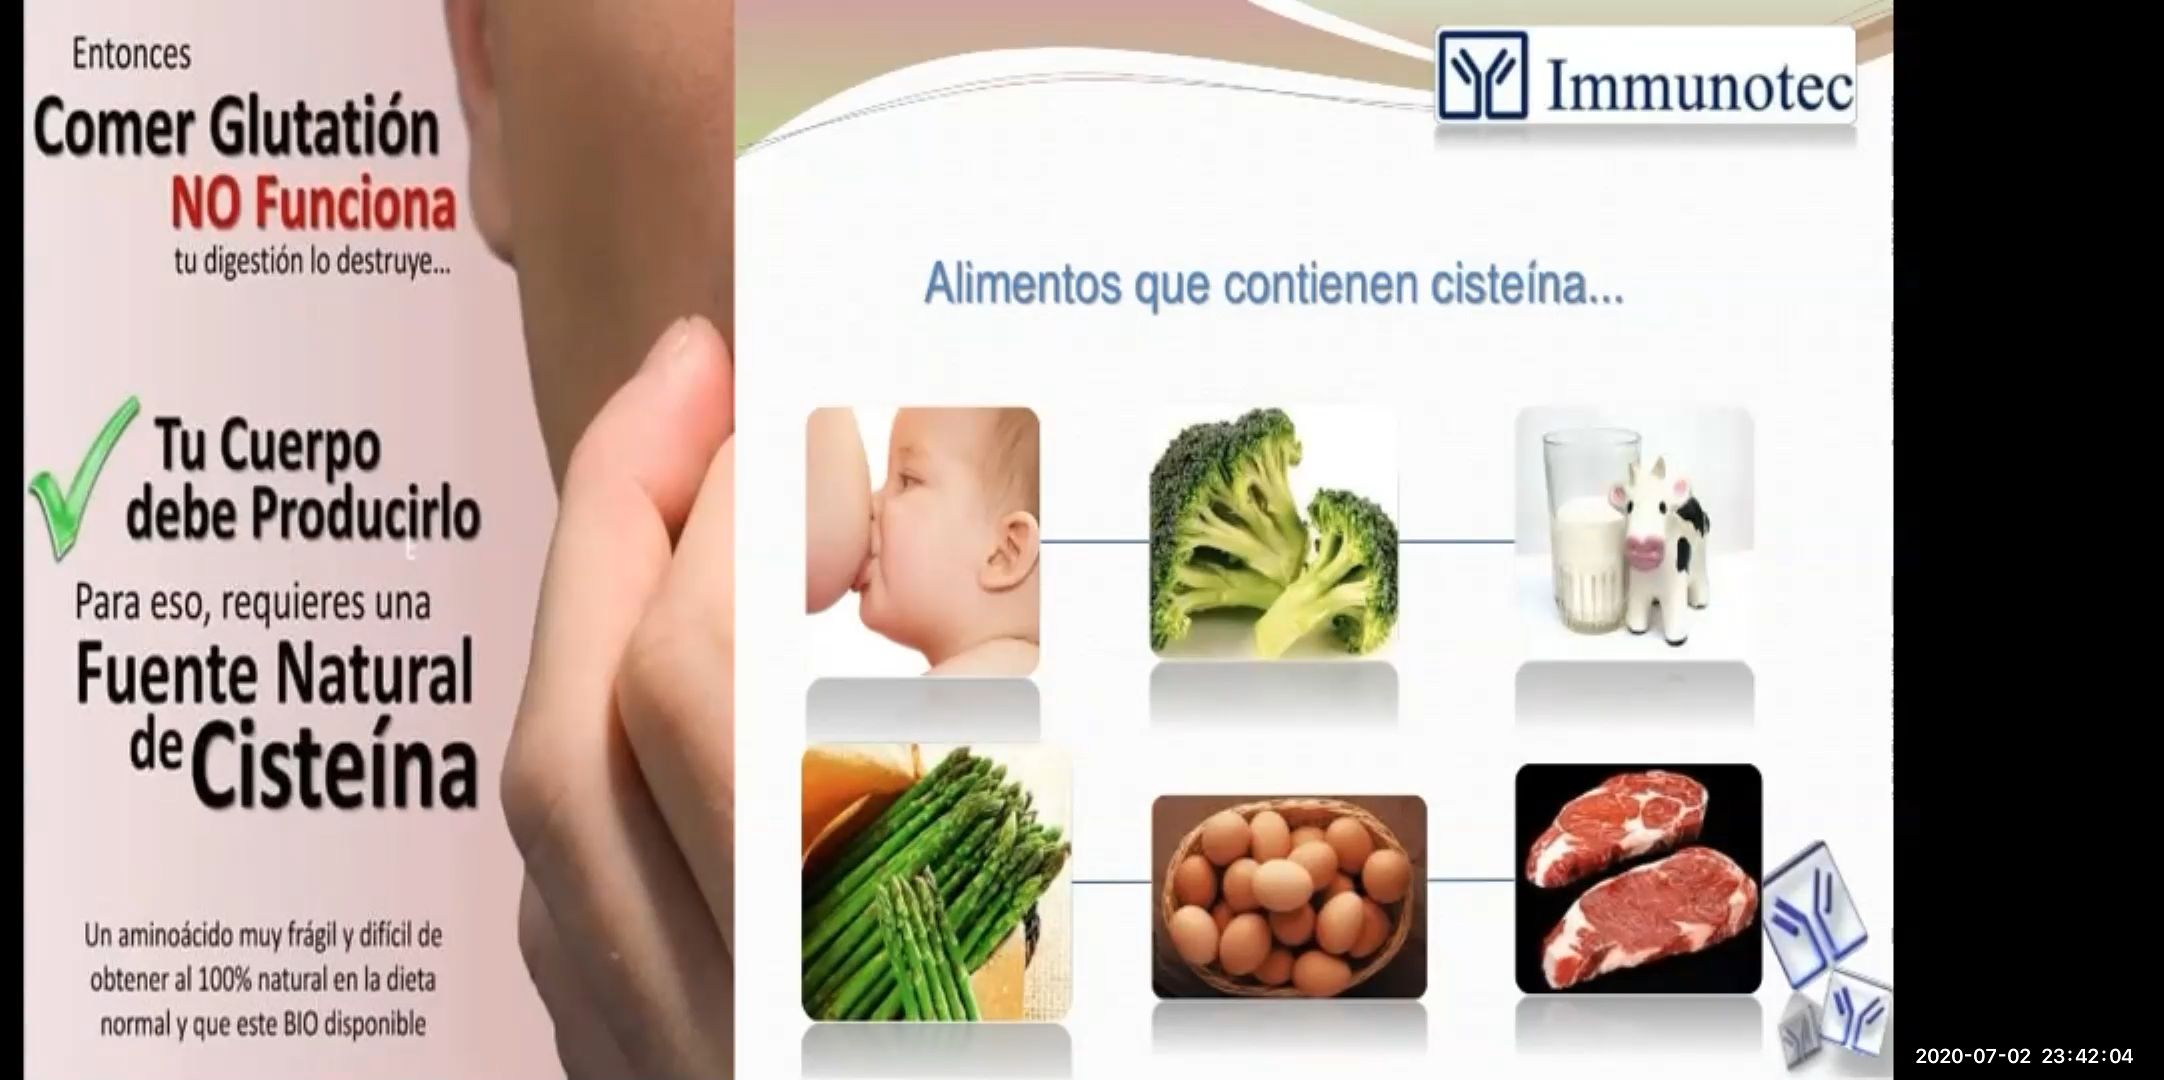 Entonces
Comer Glutatión
NO Funciona
tu digestión lo destruye...
Tu Cuerpo
debe Producirlo
Para eso, requieres una
Fuente Natural
de Cisteína
Un aminoácido muy frágil y difícil de
obtener al 100% natural en la dieta
normal y que este BIO disponible
Immunotec
Alimentos que contienen cisteína...
2020-07-02 23:42:04